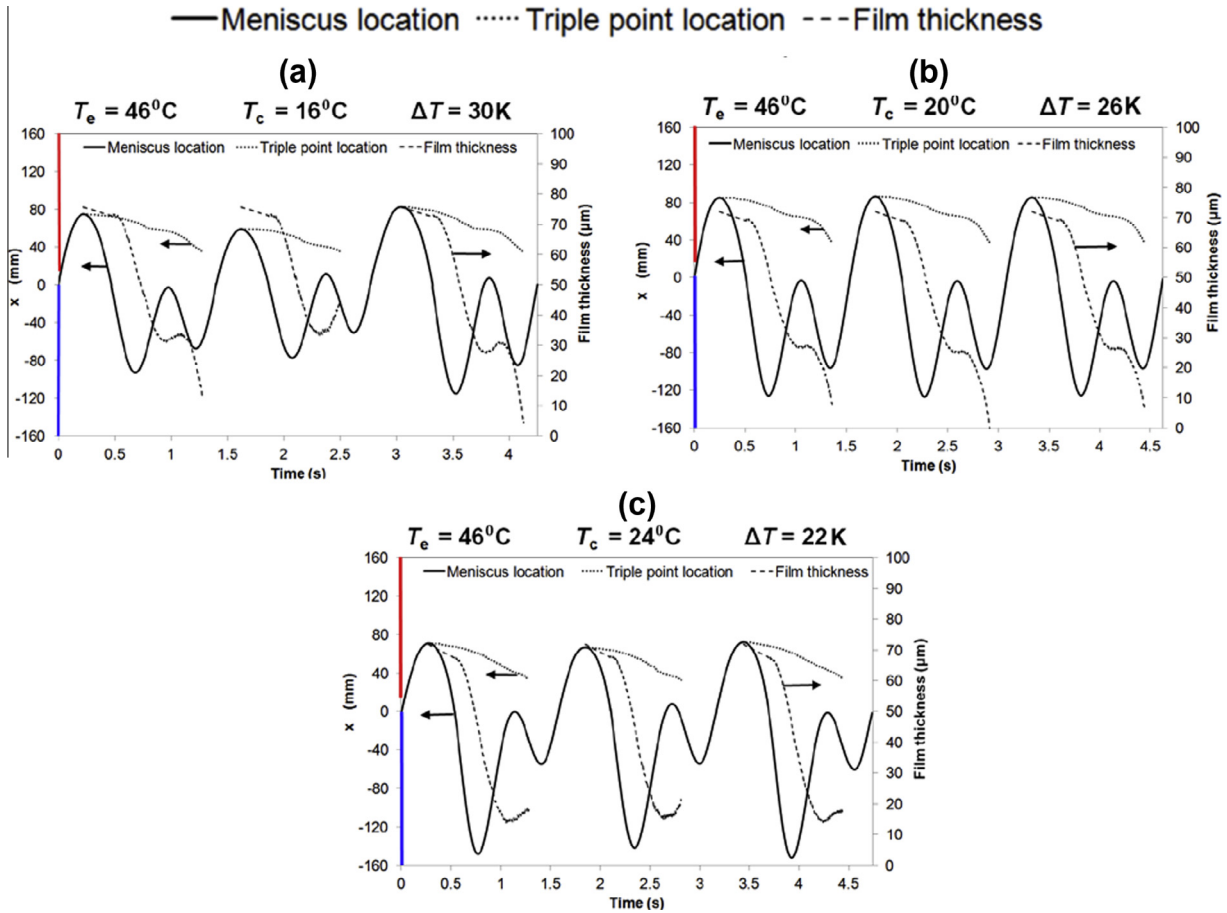 Meniscus location Triple point location Film thickness
(a)
T_e = 46⁰C T_c = 16⁰C ΔT = 30K
Meniscus location Triple point location Film thickness
160
120
80
40
0
-40
-80
-120
-160
x (mm)
100
90
80
70
60
50
40
30
20
10
0
Film thickness (µm)
0 0.5 1 1.5 2 2.5 3 3.5 4
Time (s)
(b)
T_e = 46⁰C T_c = 20⁰C ΔT = 26K
Meniscus location Triple point location Film thickness
160
120
80
40
0
-40
-80
-120
-160
x (mm)
100
90
80
70
60
50
40
30
20
10
0
Film thickness (µm)
0 0.5 1 1.5 2 2.5 3 3.5 4 4.5
Time (s)
(c)
T_e = 46⁰C T_c = 24⁰C ΔT = 22K
Meniscus location Triple point location Film thickness
160
120
80
40
0
-40
-80
-120
-160
x (mm)
100
90
80
70
60
50
40
30
20
10
0
Film thickness (µm)
0 0.5 1 1.5 2 2.5 3 3.5 4 4.5
Time (s)